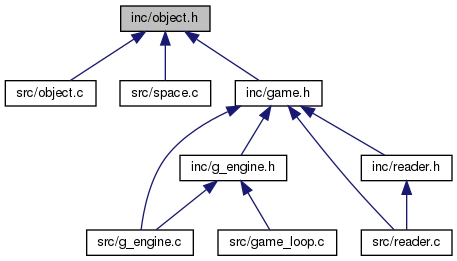 inc/object.h
src/object.c
src/space.c
inc/game.h
inc/g_engine.h
inc/reader.h
src/g_engine.c
src/game_loop.c
src/reader.c